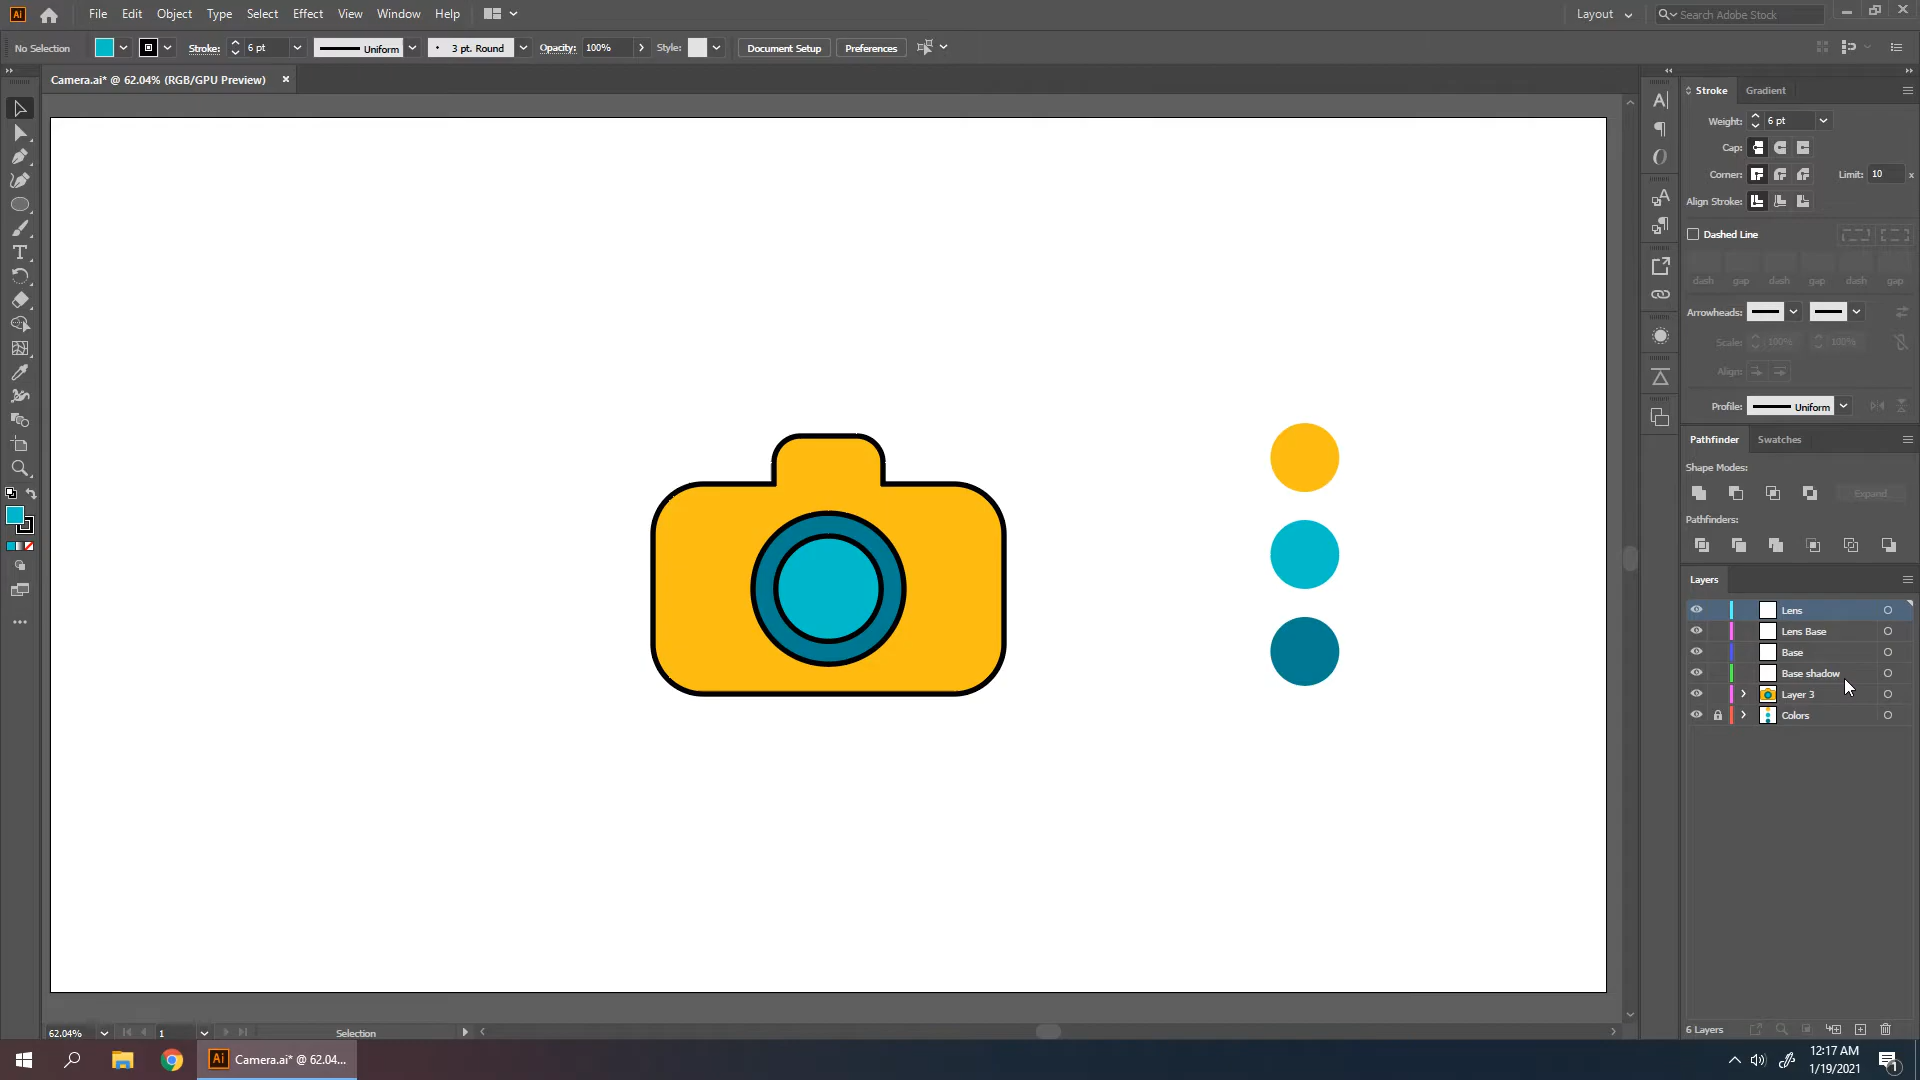 Ai File Edit Object Type Select Effect View Window Help Layout Search Adobe Stock
No Selection Stroke: 6 pt Uniform 3 pt. Round Opacity: 100% Style: Document Setup Preferences
Camera.ai* @ 62.04% (RGB/GPU Preview)
Stroke Gradient
Weight: 6 pt
Cap:
Corner: Limit: 10 x
Align Stroke:
Dashed Line
dash gap dash gap dash gap
Arrowheads:
Scale: 100% 100%
Align:
Profile: Uniform
Pathfinder Swatches
Shape Modes:
Expand
Pathfinders:
Layers
Lens
Lens Base
Base
Base shadow
Layer 3
Colors
6 Layers
62.04% 1 Selection
Ai Camera.ai* @ 62.04...
12:17 AM
1/19/2021
1